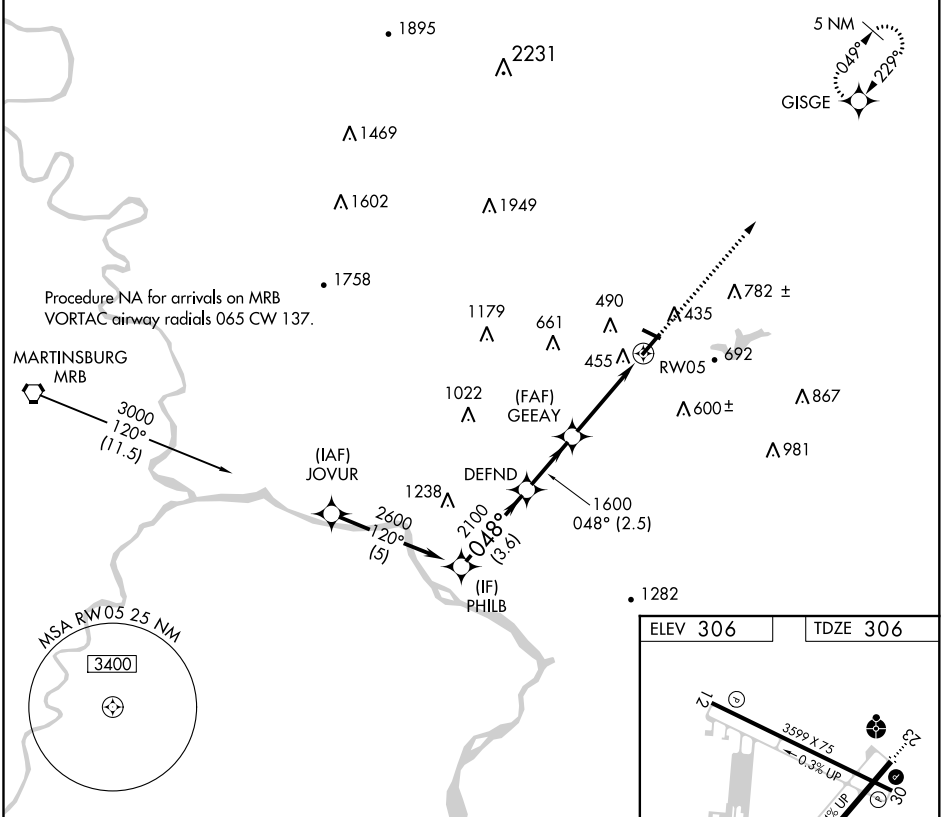 1895
2231
5 NM
049°
229°
GISGE
1469
1602
1949
1758
Procedure NA for arrivals on MRB
VORTAC airway radials 065 CW 137.
782 ±
490
435
1179
661
455
RW05
692
MARTINSBURG
MRB
3000
120°
(11.5)
1022
(FAF)
GEEAY
600 ±
867
981
(IAF)
JOVUR
DEFND
1238
2600
120°
(5)
2100
048°
(3.6)
1600
048° (2.5)
(IF)
PHILB
1282
MSA RW05 25 NM
3400
ELEV 306
TDZE 306
12
P
3599 X 75
0.3% UP
23
P
30
P
% UP